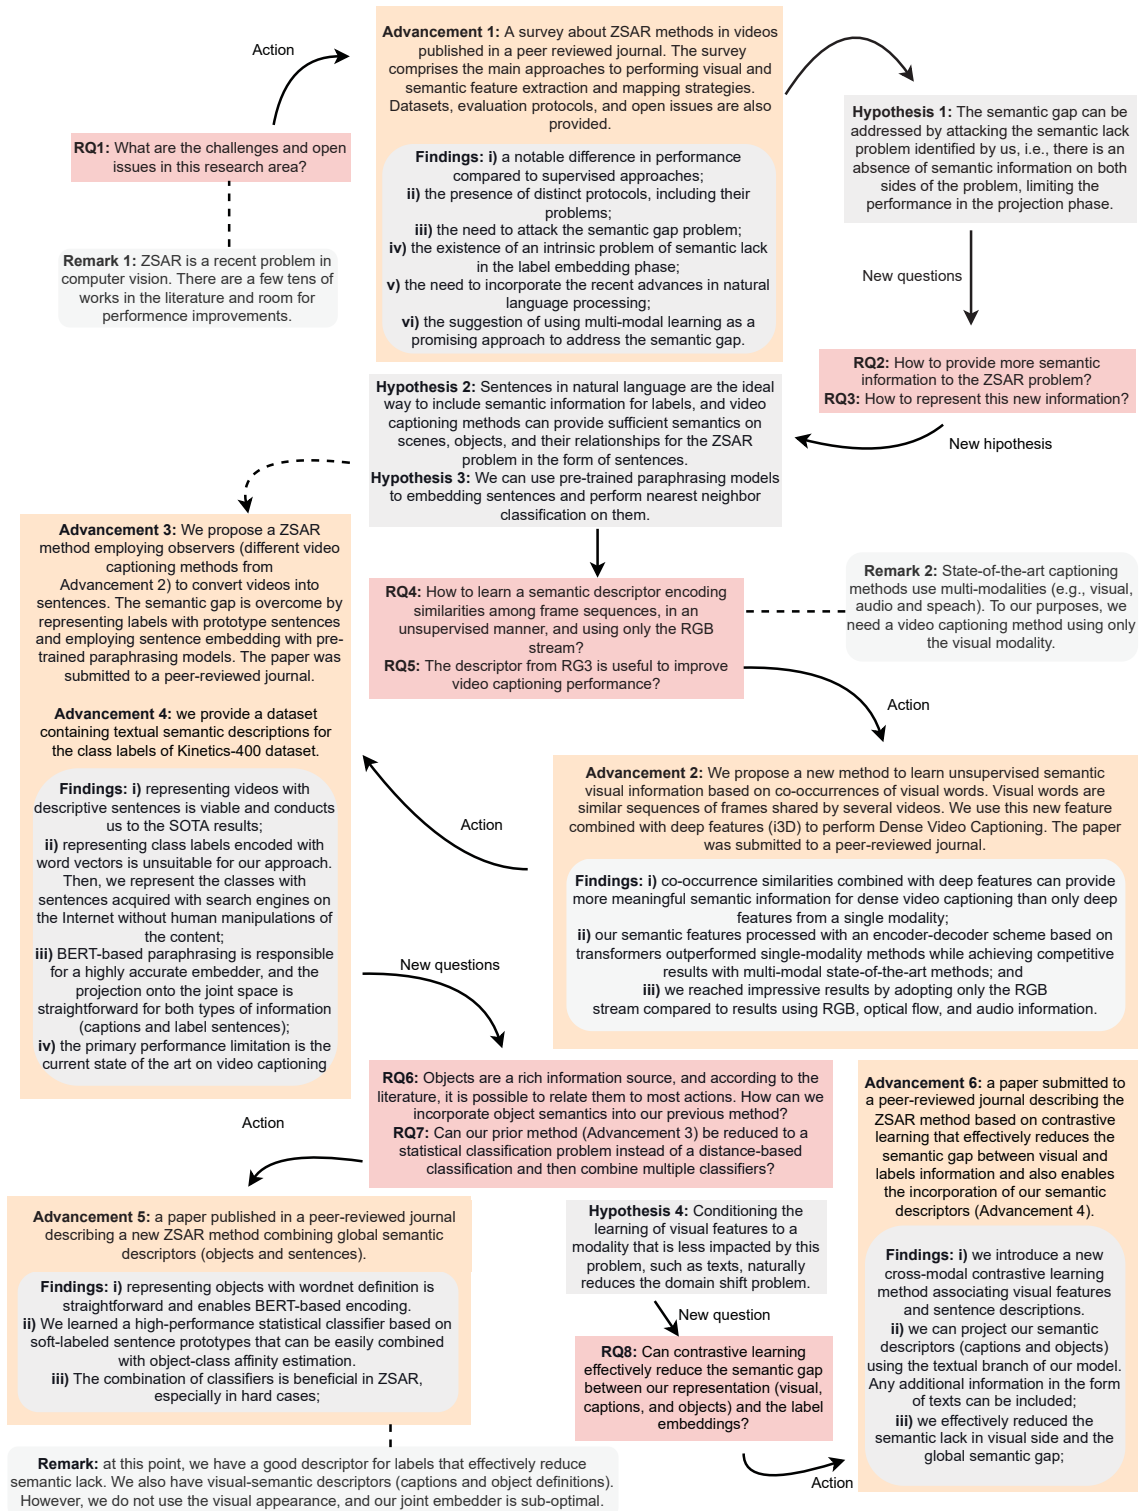 Action
Advancement 1: A survey about ZSAR methods in videos
published in a peer reviewed journal. The survey
comprises the main approaches to performing visual and
semantic feature extraction and mapping strategies.
Datasets, evaluation protocols, and open issues are also
provided.
Findings: i) a notable difference in performance
compared to supervised approaches;
ii) the presence of distinct protocols, including their
problems;
iii) the need to attack the semantic gap problem;
iv) the existence of an intrinsic problem of semantic lack
in the label embedding phase;
v) the need to incorporate the recent advances in natural
language processing;
vi) the suggestion of using multi-modal learning as a
promising approach to address the semantic gap.
RQ1: What are the challenges and open
issues in this research area?
Remark 1: ZSAR is a recent problem in
computer vision. There are a few tens of
works in the literature and room for
performence improvements.
Hypothesis 1: The semantic gap can be
addressed by attacking the semantic lack
problem identified by us, i.e., there is an
absence of semantic information on both
sides of the problem, limiting the
performance in the projection phase.
New questions
RQ2: How to provide more semantic
information to the ZSAR problem?
RQ3: How to represent this new information?
New hipothesis
Hypothesis 2: Sentences in natural language are the ideal
way to include semantic information for labels, and video
captioning methods can provide sufficient semantics on
scenes, objects, and their relationships for the ZSAR
problem in the form of sentences.
Hypothesis 3: We can use pre-trained paraphrasing models
to embedding sentences and perform nearest neighbor
classification on them.
RQ4: How to learn a semantic descriptor encoding
similarities among frame sequences, in an
unsupervised manner, and using only the RGB
stream?
RQ5: The descriptor from RG3 is useful to improve
video captioning performance?
Remark 2: State-of-the-art captioning
methods use multi-modalities (e.g., visual,
audio and speach). To our purposes, we
need a video captioning method using only
the visual modality.
Action
Advancement 2: We propose a new method to learn unsupervised semantic
visual information based on co-occurrences of visual words. Visual words are
similar sequences of frames shared by several videos. We use this new feature
combined with deep features (i3D) to perform Dense Video Captioning. The paper
was submitted to a peer-reviewed journal.
Findings: i) co-occurrence similarities combined with deep features can provide
more meaningful semantic information for dense video captioning than only deep
features from a single modality;
ii) our semantic features processed with an encoder-decoder scheme based on
transformers outperformed single-modality methods while achieving competitive
results with multi-modal state-of-the-art methods; and
iii) we reached impressive results by adopting only the RGB
stream compared to results using RGB, optical flow, and audio information.
Action
Advancement 3: We propose a ZSAR
method employing observers (different video
captioning methods from
Advancement 2) to convert videos into
sentences. The semantic gap is overcome by
representing labels with prototype sentences
and employing sentence embedding with pre-
trained paraphrasing models. The paper was
submitted to a peer-reviewed journal.
Advancement 4: we provide a dataset
containing textual semantic descriptions for
the class labels of Kinetics-400 dataset.
Findings: i) representing videos with
descriptive sentences is viable and conducts
us to the SOTA results;
ii) representing class labels encoded with
word vectors is unsuitable for our approach.
Then, we represent the classes with
sentences acquired with search engines on
the Internet without human manipulations of
the content;
iii) BERT-based paraphrasing is responsible
for a highly accurate embedder, and the
projection onto the joint space is
straightforward for both types of information
(captions and label sentences);
iv) the primary performance limitation is the
current state of the art on video captioning
New questions
RQ6: Objects are a rich information source, and according to the
literature, it is possible to relate them to most actions. How can we
incorporate object semantics into our previous method?
RQ7: Can our prior method (Advancement 3) be reduced to a
statistical classification problem instead of a distance-based
classification and then combine multiple classifiers?
Action
Advancement 5: a paper published in a peer-reviewed journal
describing a new ZSAR method combining global semantic
descriptors (objects and sentences).
Findings: i) representing objects with wordnet definition is
straightforward and enables BERT-based encoding.
ii) We learned a high-performance statistical classifier based on
soft-labeled sentence prototypes that can be easily combined
with object-class affinity estimation.
iii) The combination of classifiers is beneficial in ZSAR,
especially in hard cases;
Remark: at this point, we have a good descriptor for labels that effectively reduce
semantic lack. We also have visual-semantic descriptors (captions and object definitions).
However, we do not use the visual appearance, and our joint embedder is sub-optimal.
Hypothesis 4: Conditioning the
learning of visual features to a
modality that is less impacted by this
problem, such as texts, naturally
reduces the domain shift problem.
New question
RQ8: Can contrastive learning
effectively reduce the semantic gap
between our representation (visual,
captions, and objects) and the label
embeddings?
Action
Advancement 6: a paper submitted to
a peer-reviewed journal describing the
ZSAR method based on contrastive
learning that effectively reduces the
semantic gap between visual and
labels information and also enables
the incorporation of our semantic
descriptors (Advancement 4).
Findings: i) we introduce a new
cross-modal contrastive learning
method associating visual features
and sentence descriptions.
ii) we can project our semantic
descriptors (captions and objects)
using the textual branch of our model.
Any additional information in the form
of texts can be included;
iii) we effectively reduced the
semantic lack in visual side and the
global semantic gap;